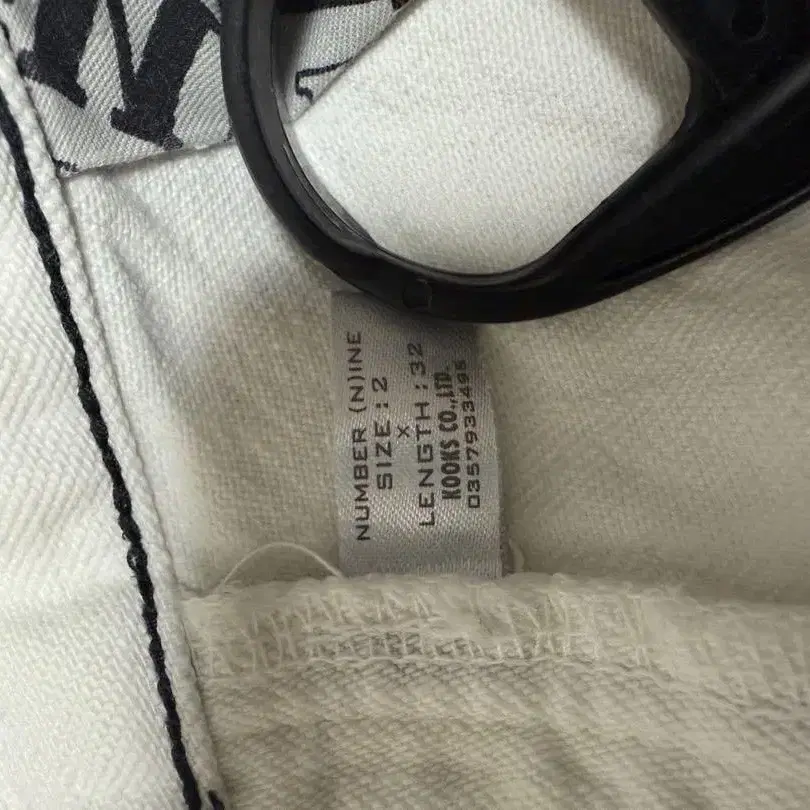 NUMBER (N)INE
SIZE : 2
X
LENGTH : 32
KOOKS CO.,LTD.
0357933495